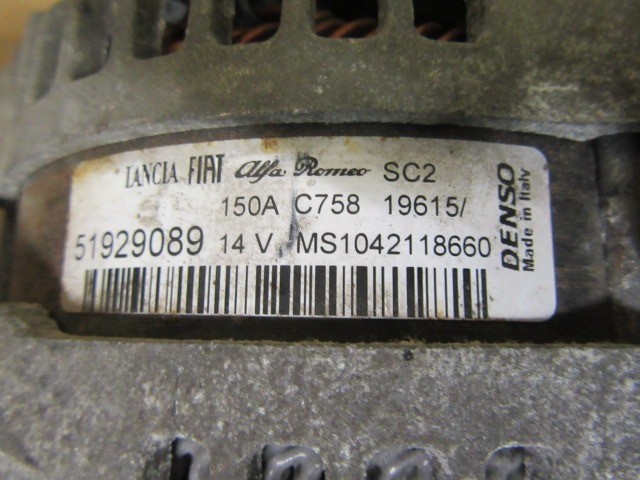 LANCIA FIAT Alfa Romeo SC2
150A C758 19615/
51929089 14 V MS1042118660
DENSO
Made in Italy